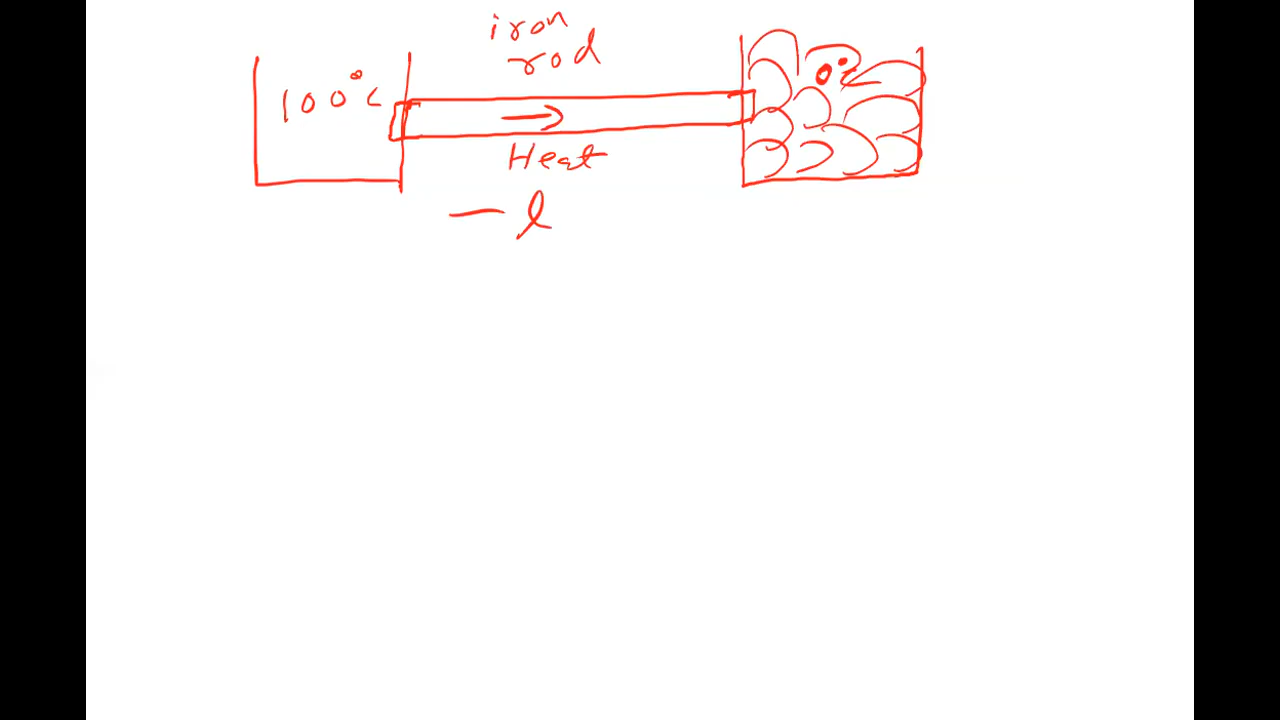 iron
rod
100°C
0°c
Heat
— l